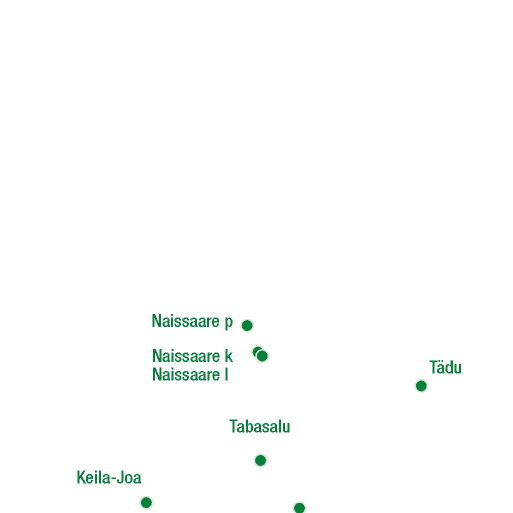 Naissaare p
Naissaare k
Naissaare l
Tädu
Tabasalu
Keila-Joa